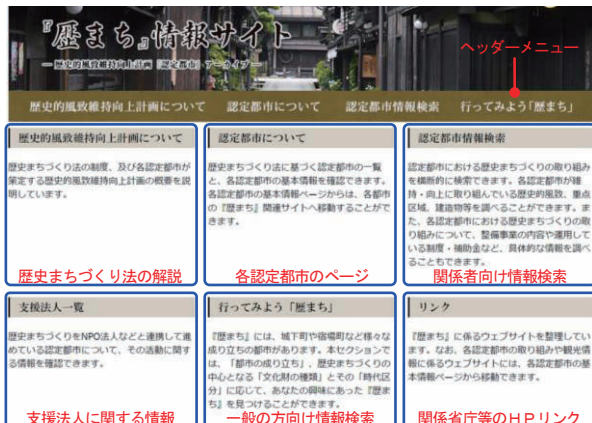 『歴まち』情報サイト
―歴史的風致維持向上計画［認定都市］アーカイブ―
ヘッダーメニュー
歴史的風致維持向上計画について　認定都市について　認定都市情報検索　行ってみよう「歴まち」
歴史的風致維持向上計画について
歴史まちづくり法の制度、及び各認定都市が
策定する歴史的風致維持向上計画の概要を説
明しています。
歴史まちづくり法の解説
認定都市について
歴史まちづくり法に基づく認定都市の一覧
と、各認定都市の基本情報を確認できます。
各認定都市の基本情報ページからは、各都市
の『歴まち』関連サイトへ移動することがで
きます。
各認定都市のページ
認定都市情報検索
認定都市における歴史まちづくりの取り組み
を横断的に検索できます。各認定都市が維
持・向上に取り組んでいる歴史的風致、重点
区域、建造物等を調べることができます。ま
た、各認定都市における歴史まちづくりの取
り組みについて、整備事業の内容や運用して
いる制度・補助金など、具体的な情報を調べ
ることもできます。
関係者向け情報検索
支援法人一覧
歴史まちづくりをNPO法人などと連携して進
めている認定都市について、その活動に関す
る情報を確認できます。
支援法人に関する情報
行ってみよう「歴まち」
『歴まち』には、城下町や宿場町など様々な
成り立ちの都市があります。本セクションで
は、「都市の成り立ち」、歴史まちづくりの
中心となる「文化財の種類」とその「時代区
分」に応じて、あなたの興味にあった『歴ま
ち』を見つけることができます。
一般の方向け情報検索
リンク
『歴まち』に係るウェブサイトを整理してい
ます。なお、各認定都市の取り組みや観光情
報に係るウェブサイトには、各認定都市の基
本情報ページから移動できます。
関係省庁等のＨＰリンク